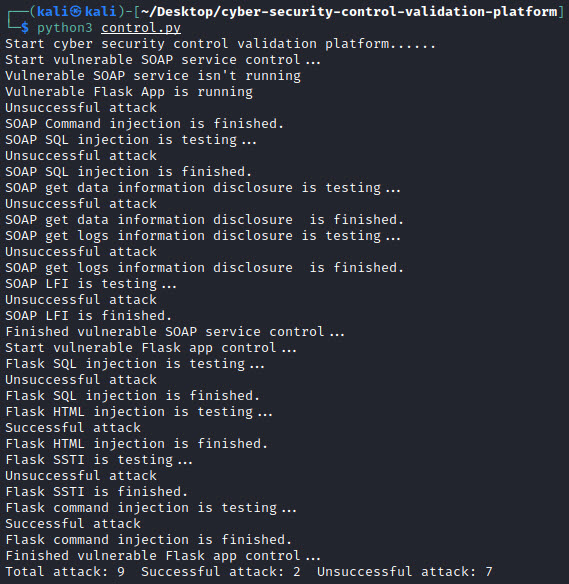 ┌──(kali㉿kali)-[~/Desktop/cyber-security-control-validation-platform]
└─$ python3 control.py
Start cyber security control validation platform......
Start vulnerable SOAP service control...
Vulnerable SOAP service isn't running
Vulnerable Flask App is running
Unsuccessful attack
SOAP Command injection is finished.
SOAP SQL injection is testing...
Unsuccessful attack
SOAP SQL injection is finished.
SOAP get data information disclosure is testing...
Unsuccessful attack
SOAP get data information disclosure  is finished.
SOAP get logs information disclosure is testing...
Unsuccessful attack
SOAP get logs information disclosure  is finished.
SOAP LFI is testing...
Unsuccessful attack
SOAP LFI is finished.
Finished vulnerable SOAP service control...
Start vulnerable Flask app control...
Flask SQL injection is testing...
Unsuccessful attack
Flask SQL injection is finished.
Flask HTML injection is testing...
Successful attack
Flask HTML injection is finished.
Flask SSTI is testing...
Unsuccessful attack
Flask SSTI is finished.
Flask command injection is testing...
Successful attack
Flask command injection is finished.
Finished vulnerable Flask app control...
Total attack: 9  Successful attack: 2  Unsuccessful attack: 7